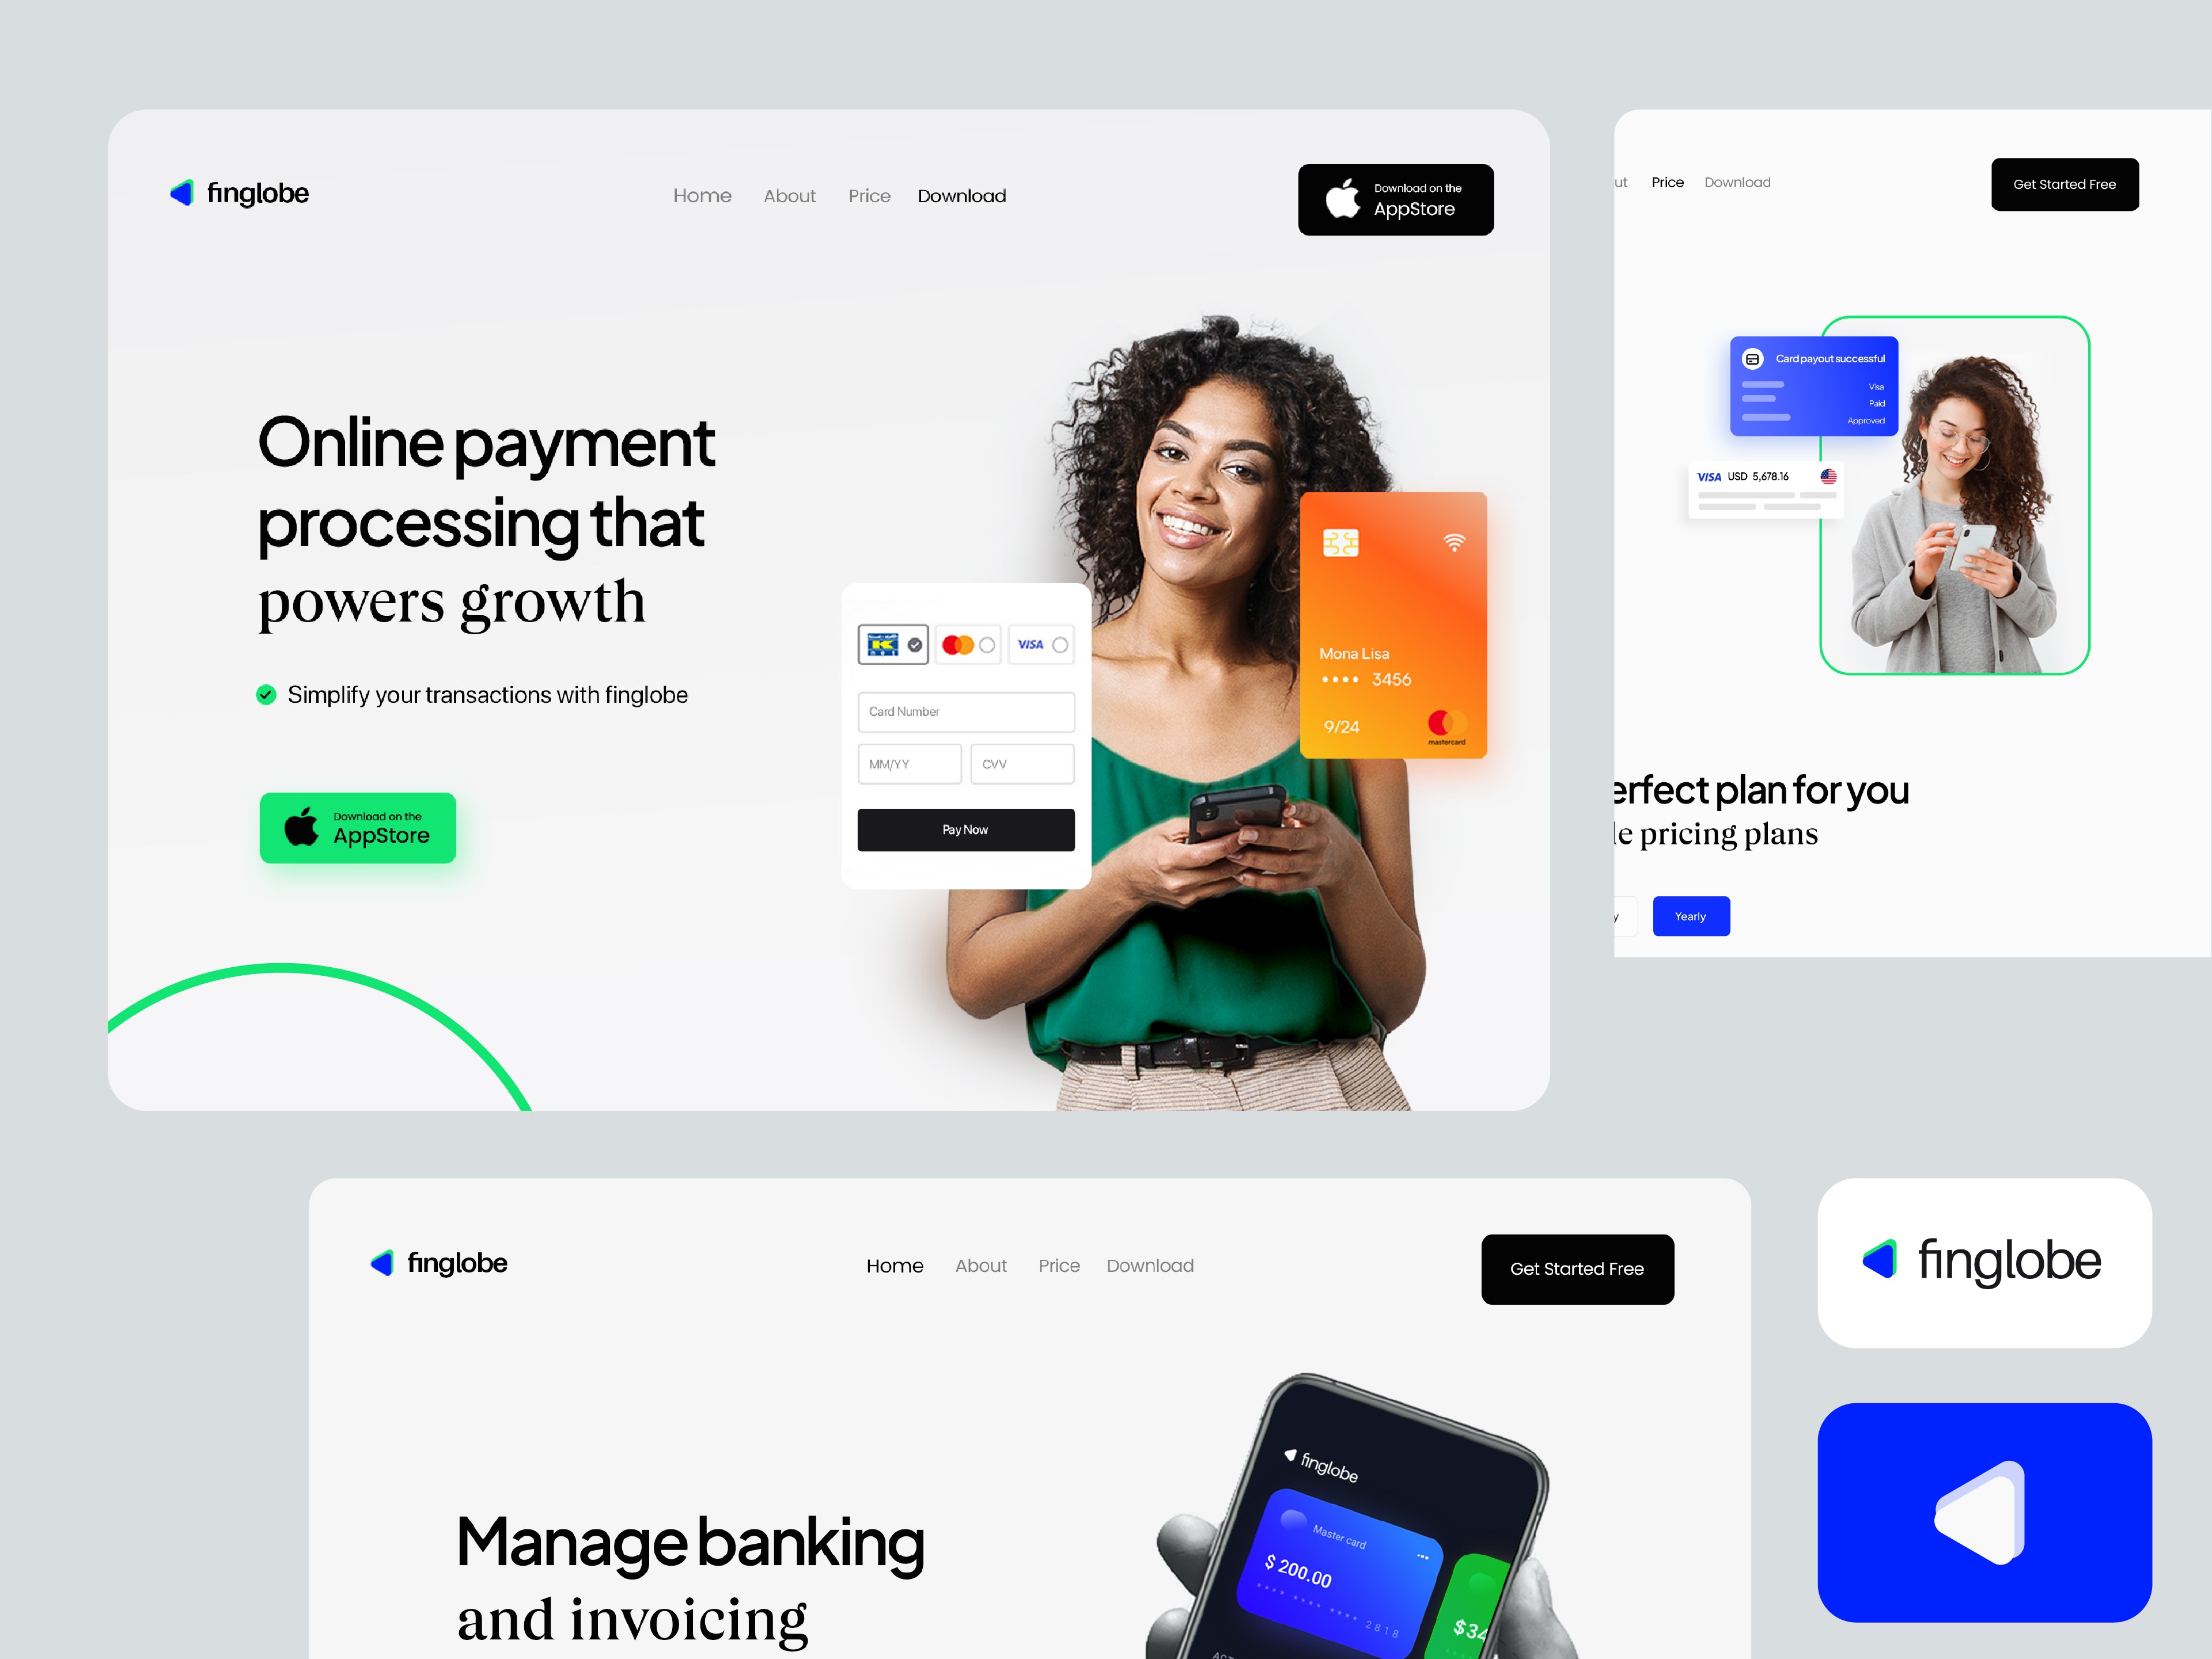 finglobe
Home About Price Download
Download on the
AppStore
Online payment
processing that
powers growth
Simplify your transactions with finglobe
Download on the
AppStore
VISA
Card Number
MM/YY CVV
Pay Now
Mona Lisa
•••• 3456
9/24
mastercard
ut Price Download
Get Started Free
Card payout successful
Visa
Paid
Approved
VISA USD 5,678.16
erfect plan for you
le pricing plans
y Yearly
finglobe
Home About Price Download
Get Started Free
Manage banking
and invoicing
finglobe
Master card
$ 200.00
•••• •••• •••• 2818
$34
finglobe